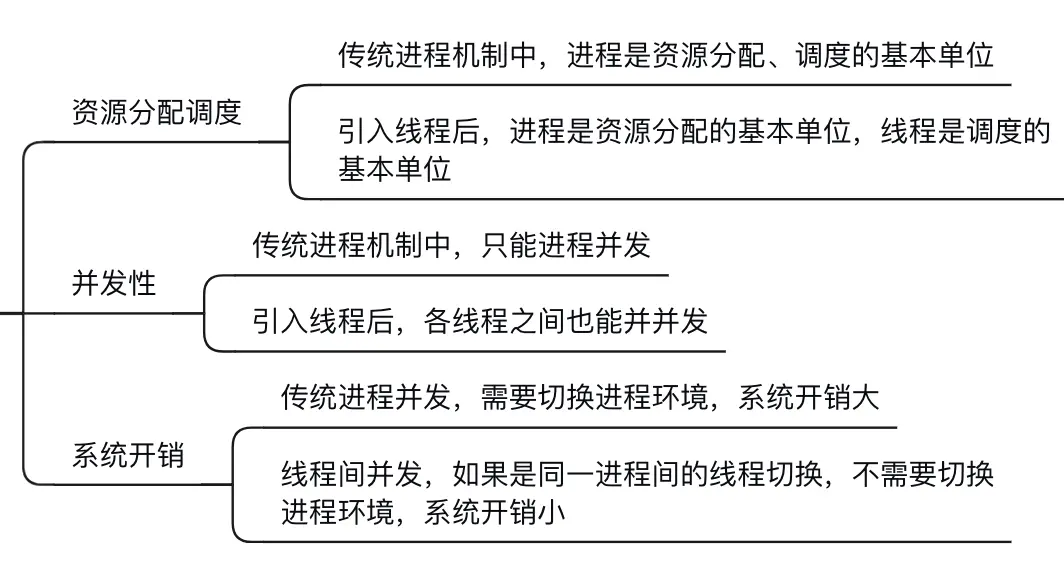 资源分配调度
传统进程机制中，进程是资源分配、调度的基本单位
引入线程后，进程是资源分配的基本单位，线程是调度的
基本单位
并发性
传统进程机制中，只能进程并发
引入线程后，各线程之间也能并并发
系统开销
传统进程并发，需要切换进程环境，系统开销大
线程间并发，如果是同一进程间的线程切换，不需要切换
进程环境，系统开销小